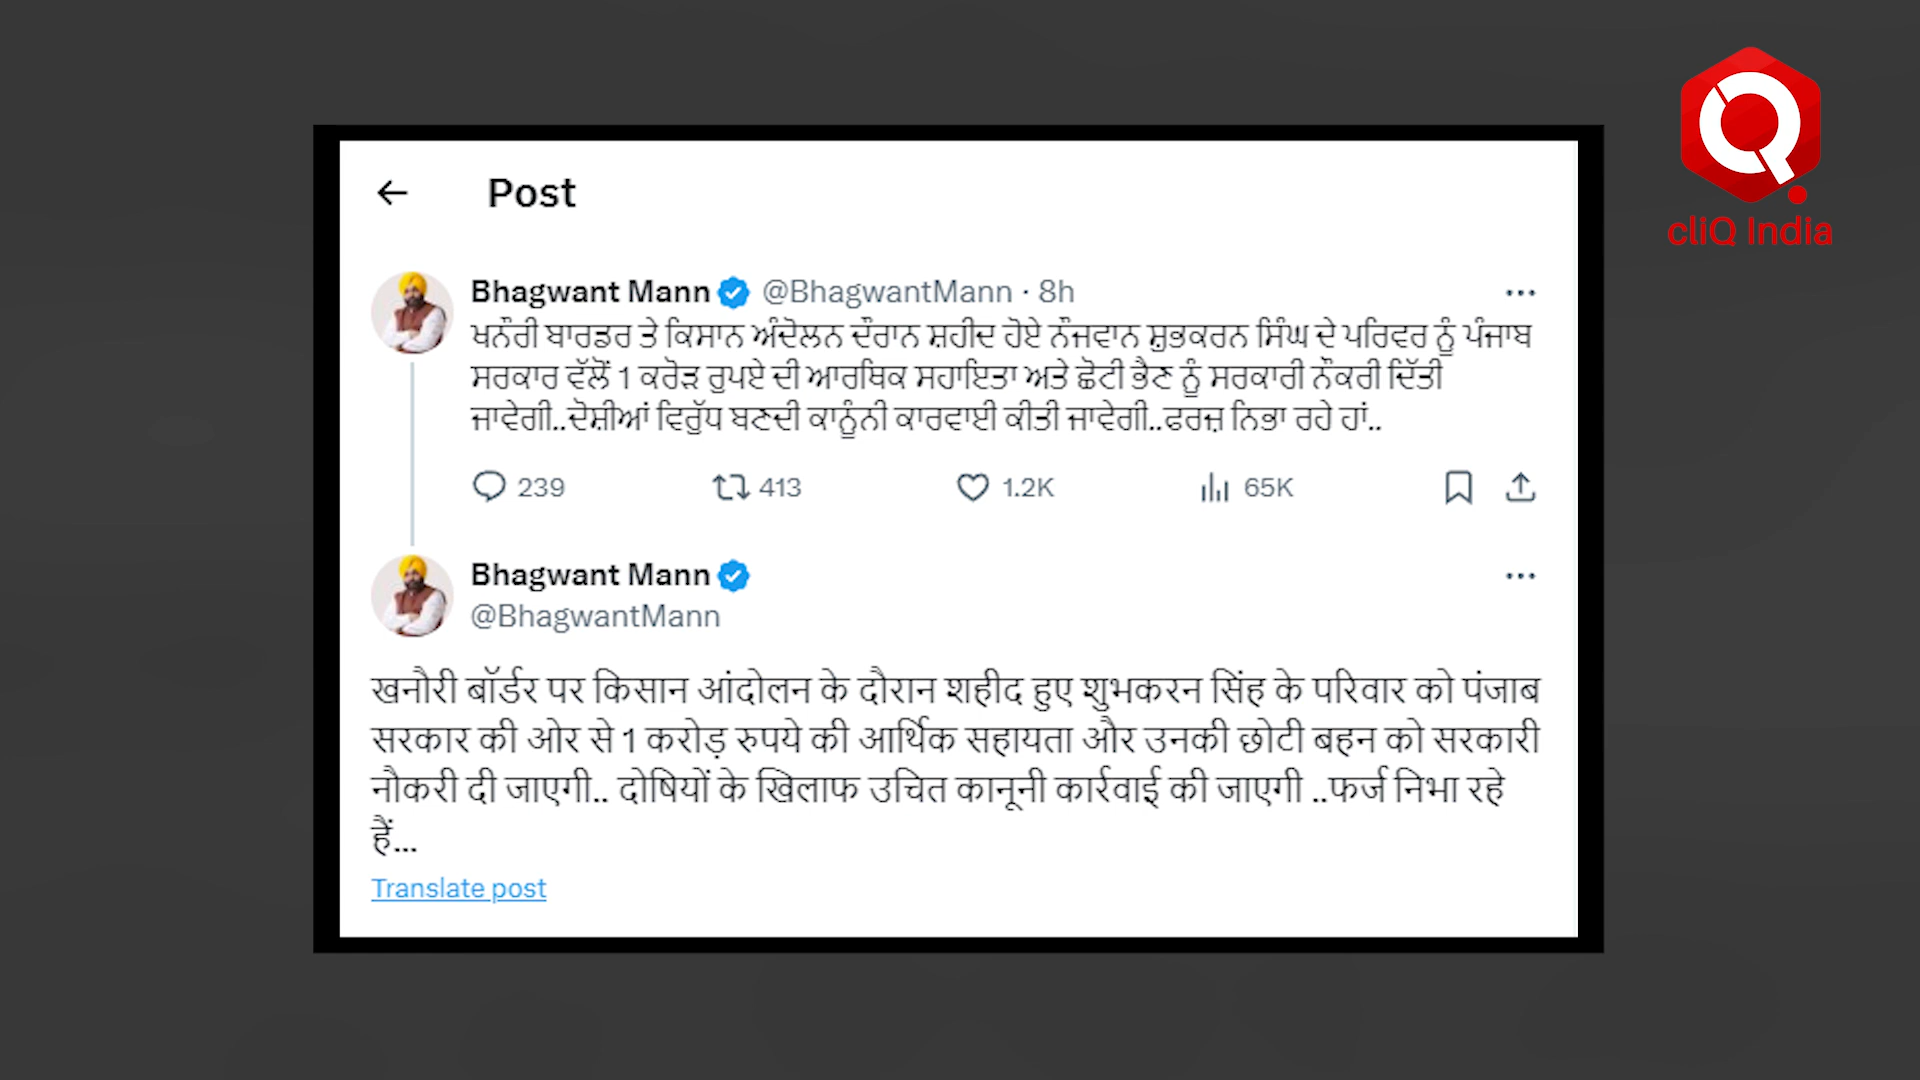 cliQ India
Post
Bhagwant Mann @BhagwantMann · 8h
ਖਨੌਰੀ ਬਾਰਡਰ ਤੇ ਕਿਸਾਨ ਅੰਦੋਲਨ ਦੌਰਾਨ ਸ਼ਹੀਦ ਹੋਏ ਨੌਜਵਾਨ ਸ਼ੁਭਕਰਨ ਸਿੰਘ ਦੇ ਪਰਿਵਰ ਨੂੰ ਪੰਜਾਬ
ਸਰਕਾਰ ਵੱਲੋਂ 1 ਕਰੋੜ ਰੁਪਏ ਦੀ ਆਰਥਿਕ ਸਹਾਇਤਾ ਅਤੇ ਛੋਟੀ ਭੈਣ ਨੂੰ ਸਰਕਾਰੀ ਨੌਕਰੀ ਦਿੱਤੀ
ਜਾਵੇਗੀ..ਦੋਸ਼ੀਆਂ ਵਿਰੁੱਧ ਬਣਦੀ ਕਾਨੂੰਨੀ ਕਾਰਵਾਈ ਕੀਤੀ ਜਾਵੇਗੀ..ਫਰਜ਼ ਨਿਭਾ ਰਹੇ ਹਾਂ..
239 413 1.2K 65K
Bhagwant Mann
@BhagwantMann
खनौरी बॉर्डर पर किसान आंदोलन के दौरान शहीद हुए शुभकरन सिंह के परिवार को पंजाब
सरकार की ओर से 1 करोड़ रुपये की आर्थिक सहायता और उनकी छोटी बहन को सरकारी
नौकरी दी जाएगी.. दोषियों के खिलाफ उचित कानूनी कार्रवाई की जाएगी ..फर्ज निभा रहे
हैं...
Translate post